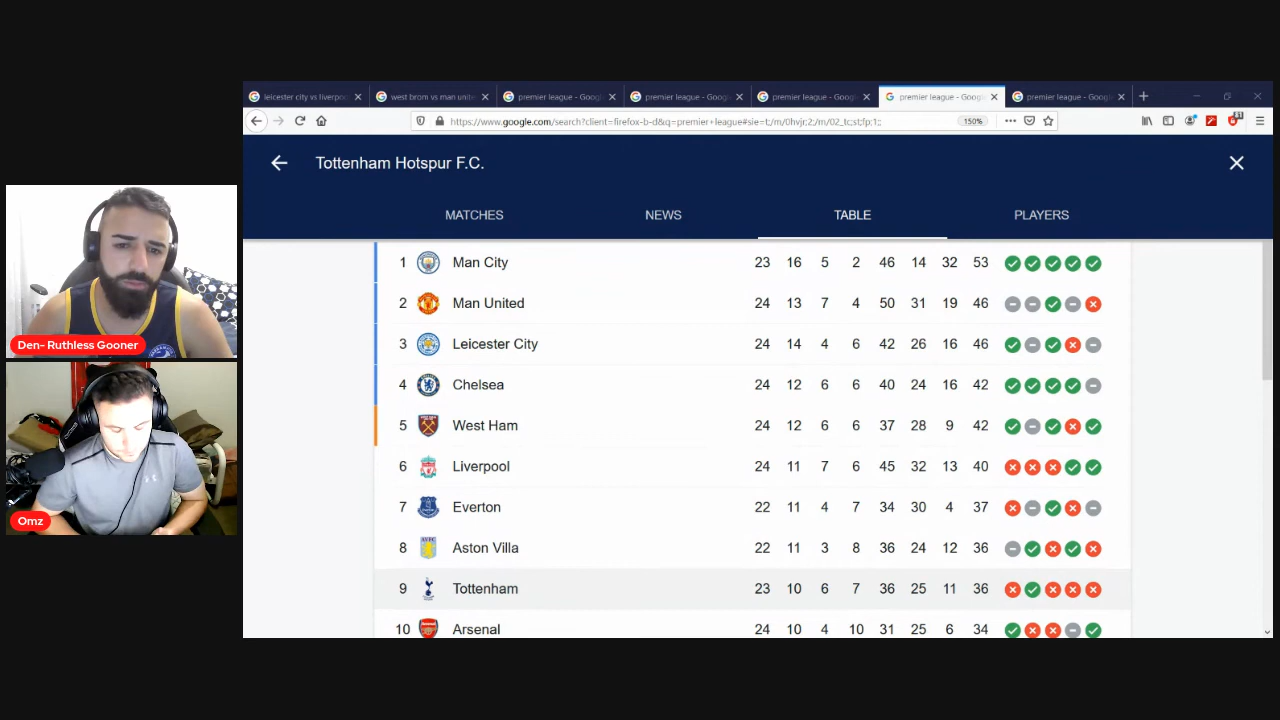 leicester city vs liverpoo
west brom vs man unite
premier league - Googl
premier league - Googl
premier league - Googl
premier league - Googl
premier league - Googl
https://www.google.com/search?client=firefox-b-d&q=premier+league#sie=t;/m/0hvjr;2;/m/02_tc;st;fp;1;;
150%
Tottenham Hotspur F.C.
MATCHES NEWS TABLE PLAYERS
1 Man City 23 16 5 2 46 14 32 53
2 Man United 24 13 7 4 50 31 19 46
3 Leicester City 24 14 4 6 42 26 16 46
4 Chelsea 24 12 6 6 40 24 16 42
5 West Ham 24 12 6 6 37 28 9 42
6 Liverpool 24 11 7 6 45 32 13 40
7 Everton 22 11 4 7 34 30 4 37
8 Aston Villa 22 11 3 8 36 24 12 36
9 Tottenham 23 10 6 7 36 25 11 36
10 Arsenal 24 10 4 10 31 25 6 34
Den- Ruthless Gooner
Omz